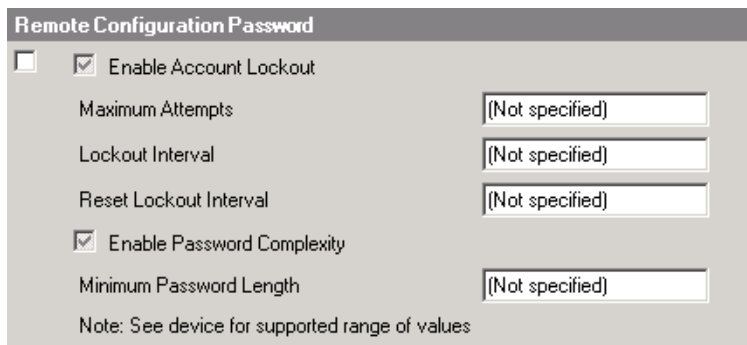 Remote Configuration Password
Enable Account Lockout
Maximum Attempts (Not specified)
Lockout Interval (Not specified)
Reset Lockout Interval (Not specified)
Enable Password Complexity
Minimum Password Length (Not specified)
Note: See device for supported range of values